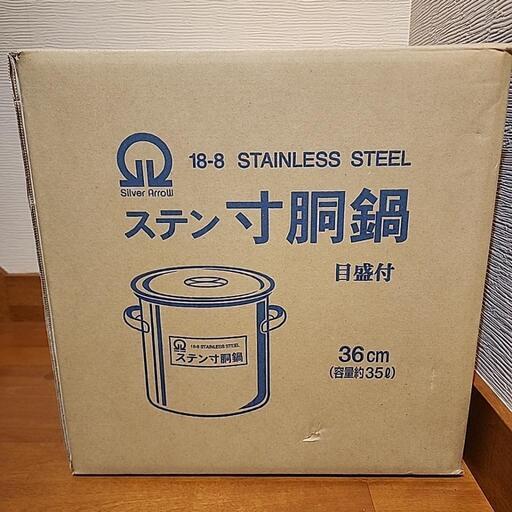 18-8 STAINLESS STEEL
Silver Arrow
ステン寸胴鍋
目盛付
18-8 STAINLESS STEEL
ステン寸胴鍋
36cm
(容量約35ℓ)